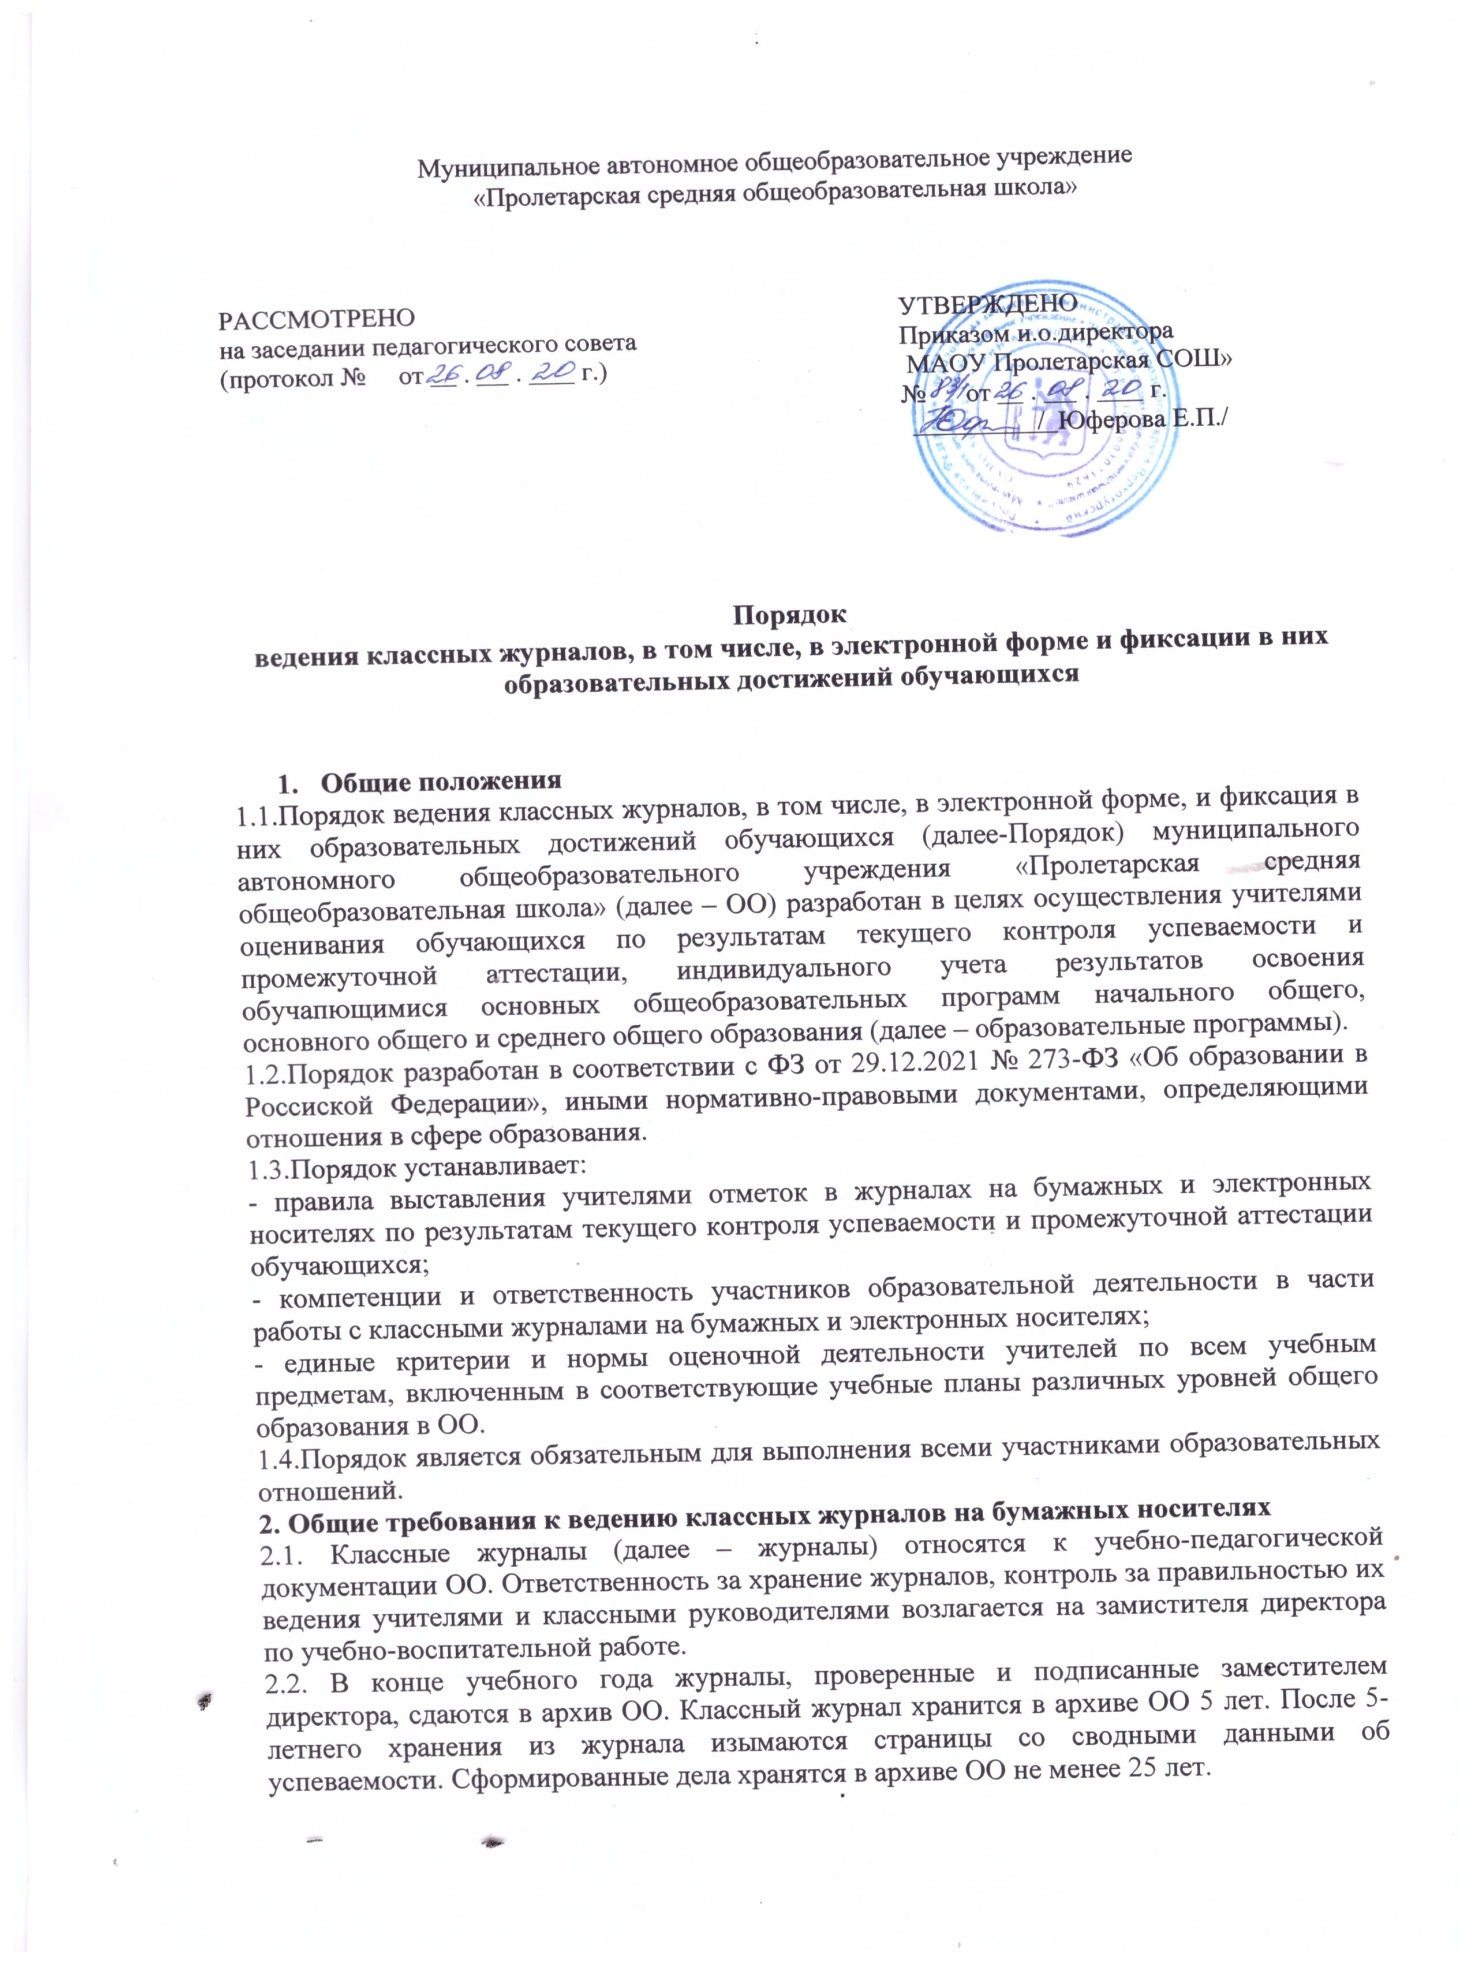 Муниципальное автономное общеобразовательное учреждение
«Пролетарская средняя общеобразовательная школа»
РАССМОТРЕНО
на заседании педагогического совета
(протокол № от 26 . 08 . 20 г.)
УТВЕРЖДЕНО
Приказом и.о.директора
МАОУ Пролетарская СОШ»
№ 83/1 от 26 . 08 . 20 г.
/ Юферова Е.П./
Порядок
ведения классных журналов, в том числе, в электронной форме и фиксации в них
образовательных достижений обучающихся
1. Общие положения
1.1.Порядок ведения классных журналов, в том числе, в электронной форме, и фиксация в
них образовательных достижений обучающихся (далее-Порядок) муниципального
автономного общеобразовательного учреждения «Пролетарская средняя
общеобразовательная школа» (далее – ОО) разработан в целях осуществления учителями
оценивания обучающихся по результатам текущего контроля успеваемости и
промежуточной аттестации, индивидуального учета результатов освоения
обучапющимися основных общеобразовательных программ начального общего,
основного общего и среднего общего образования (далее – образовательные программы).
1.2.Порядок разработан в соответствии с ФЗ от 29.12.2021 № 273-ФЗ «Об образовании в
Россиской Федерации», иными нормативно-правовыми документами, определяющими
отношения в сфере образования.
1.3.Порядок устанавливает:
- правила выставления учителями отметок в журналах на бумажных и электронных
носителях по результатам текущего контроля успеваемости и промежуточной аттестации
обучающихся;
- компетенции и ответственность участников образовательной деятельности в части
работы с классными журналами на бумажных и электронных носителях;
- единые критерии и нормы оценочной деятельности учителей по всем учебным
предметам, включенным в соответствующие учебные планы различных уровней общего
образования в ОО.
1.4.Порядок является обязательным для выполнения всеми участниками образовательных
отношений.
2. Общие требования к ведению классных журналов на бумажных носителях
2.1. Классные журналы (далее – журналы) относятся к учебно-педагогической
документации ОО. Ответственность за хранение журналов, контроль за правильностью их
ведения учителями и классными руководителями возлагается на замистителя директора
по учебно-воспитательной работе.
2.2. В конце учебного года журналы, проверенные и подписанные заместителем
директора, сдаются в архив ОО. Классный журнал хранится в архиве ОО 5 лет. После 5-
летнего хранения из журнала изымаются страницы со сводными данными об
успеваемости. Сформированные дела хранятся в архиве ОО не менее 25 лет.